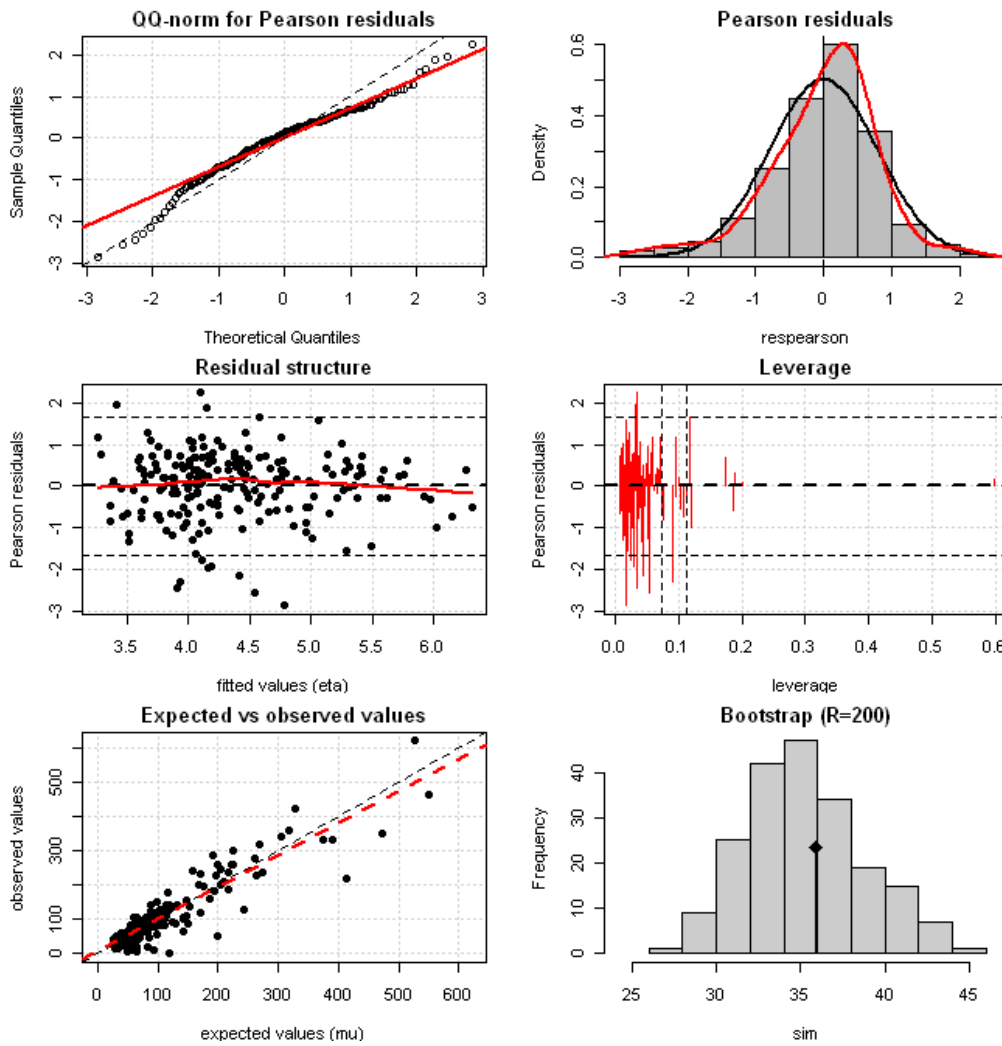 QQ-norm for Pearson residuals
Sample Quantiles
2
1
0
-1
-2
-3
-3 -2 -1 0 1 2 3
Theoretical Quantiles
Pearson residuals
Density
0.6
0.4
0.2
0.0
-3 -2 -1 0 1 2
respearson
Residual structure
Pearson residuals
2
1
0
-1
-2
-3
3.5 4.0 4.5 5.0 5.5 6.0
fitted values (eta)
Leverage
Pearson residuals
2
1
0
-1
-2
-3
0.0 0.1 0.2 0.3 0.4 0.5 0.6
leverage
Expected vs observed values
observed values
500
300
100
0
0 100 200 300 400 500 600
expected values (mu)
Bootstrap (R=200)
Frequency
40
30
20
10
0
25 30 35 40 45
sim